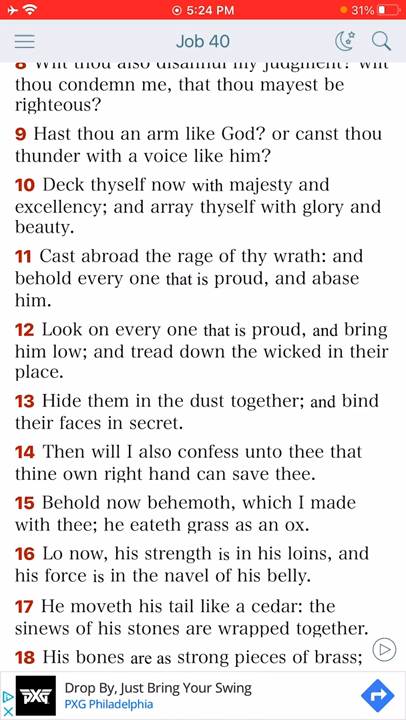 5:24 PM
31%
Job 40
8 Wilt thou also disannul my judgment? wilt
thou condemn me, that thou mayest be
righteous?
9 Hast thou an arm like God? or canst thou
thunder with a voice like him?
10 Deck thyself now with majesty and
excellency; and array thyself with glory and
beauty.
11 Cast abroad the rage of thy wrath: and
behold every one that is proud, and abase
him.
12 Look on every one that is proud, and bring
him low; and tread down the wicked in their
place.
13 Hide them in the dust together; and bind
their faces in secret.
14 Then will I also confess unto thee that
thine own right hand can save thee.
15 Behold now behemoth, which I made
with thee; he eateth grass as an ox.
16 Lo now, his strength is in his loins, and
his force is in the navel of his belly.
17 He moveth his tail like a cedar: the
sinews of his stones are wrapped together.
18 His bones are as strong pieces of brass;
PXG
Drop By, Just Bring Your Swing
PXG Philadelphia